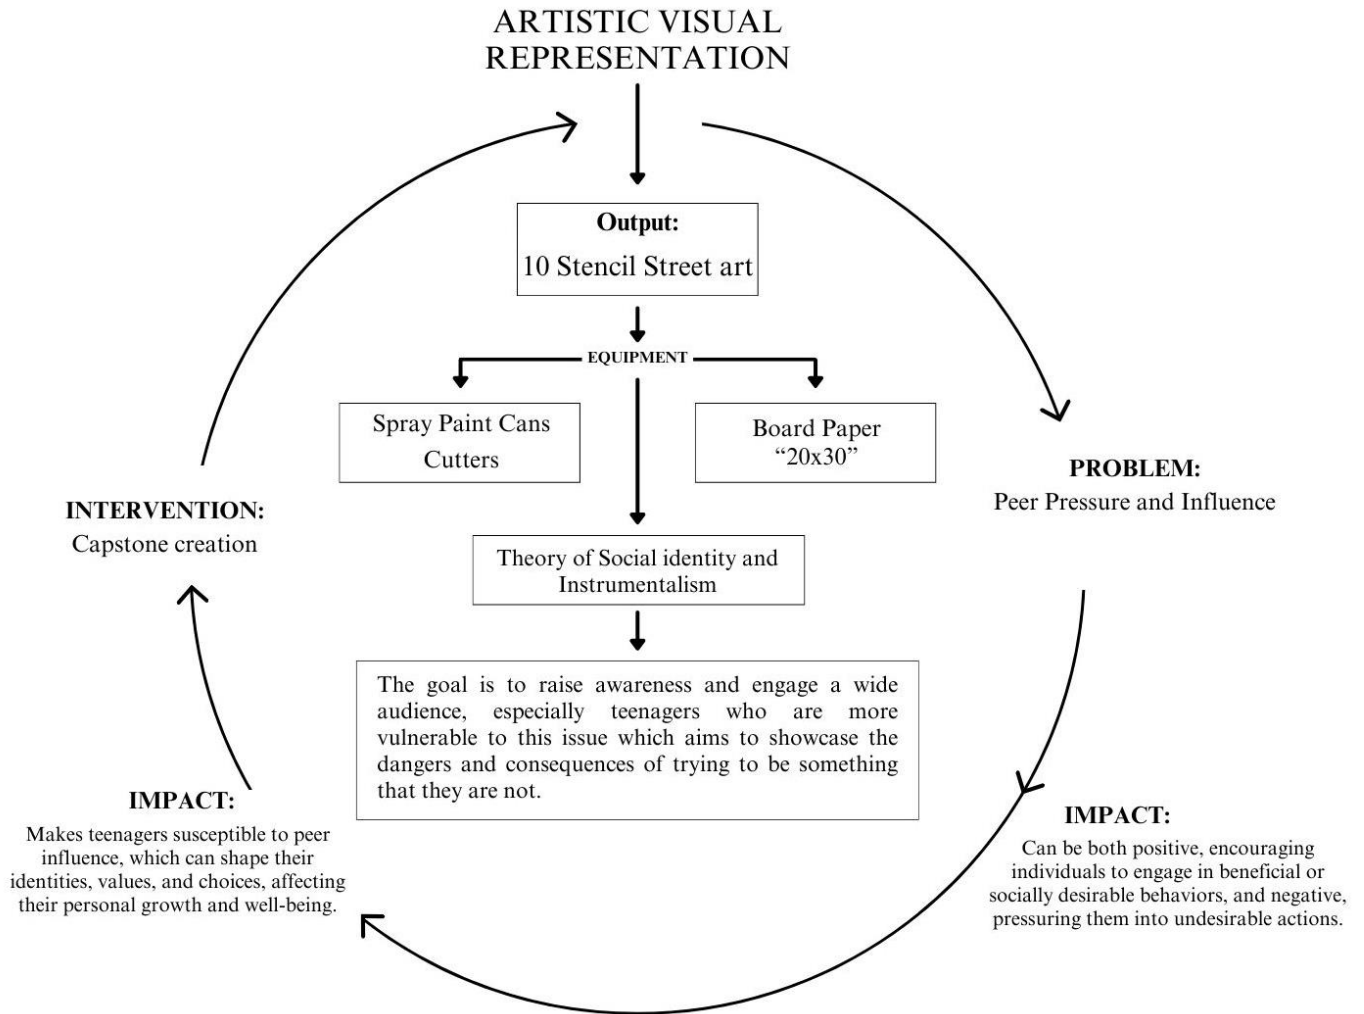 ARTISTIC VISUAL
REPRESENTATION
Output:
10 Stencil Street art
EQUIPMENT
Spray Paint Cans
Cutters
Board Paper
“20x30”
PROBLEM:
Peer Pressure and Influence
INTERVENTION:
Capstone creation
Theory of Social identity and
Instrumentalism
The goal is to raise awareness and engage a wide
audience, especially teenagers who are more
vulnerable to this issue which aims to showcase the
dangers and consequences of trying to be something
that they are not.
IMPACT:
Makes teenagers susceptible to peer
influence, which can shape their
identities, values, and choices, affecting
their personal growth and well-being.
IMPACT:
Can be both positive, encouraging
individuals to engage in beneficial or
socially desirable behaviors, and negative,
pressuring them into undesirable actions.